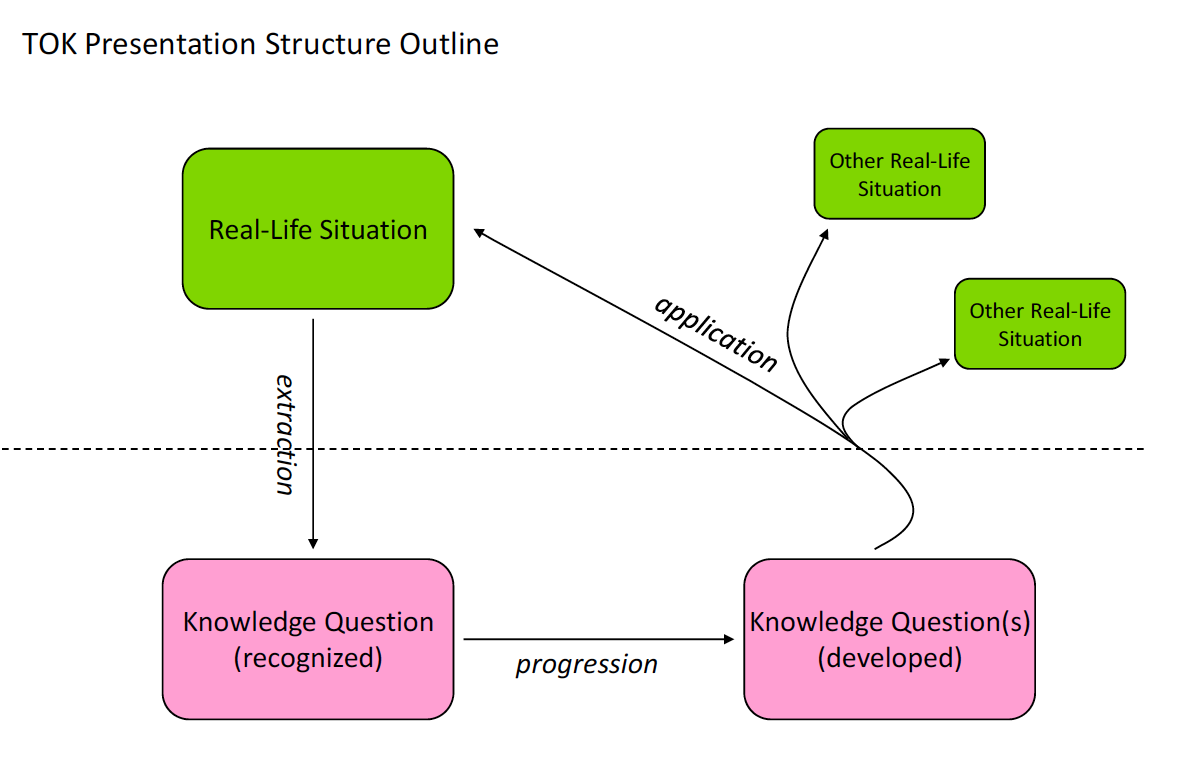 TOK Presentation Structure Outline
Other Real-Life
Situation
Real-Life Situation
Other Real-Life
Situation
application
extraction
Knowledge Question
(recognized)
progression
Knowledge Question(s)
(developed)